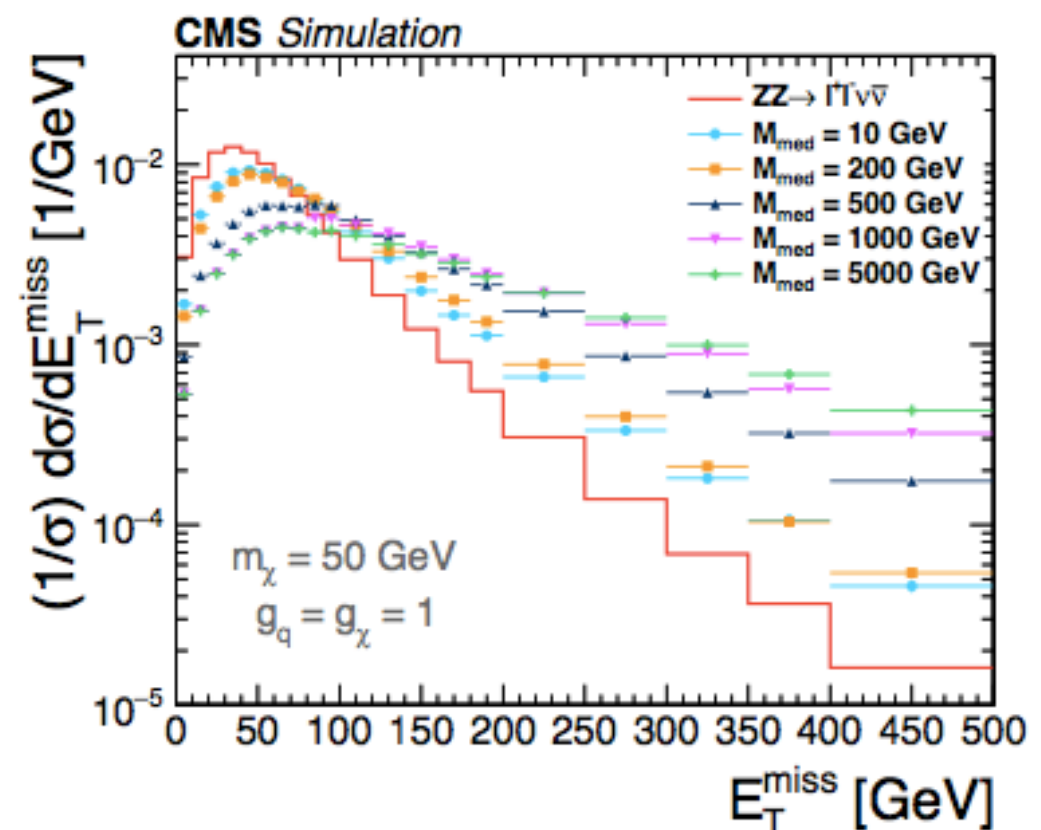 CMS Simulation
(1/σ) dσ/dE_T^miss [1/GeV]
10⁻²
10⁻³
10⁻⁴
10⁻⁵
ZZ→ l⁺l⁻νν̅
M_med = 10 GeV
M_med = 200 GeV
M_med = 500 GeV
M_med = 1000 GeV
M_med = 5000 GeV
m_χ = 50 GeV
g_q = g_χ = 1
0 50 100 150 200 250 300 350 400 450 500
E_T^miss [GeV]